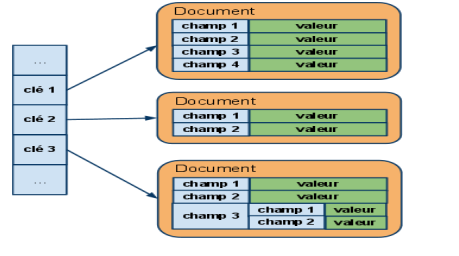 ...
clé 1
clé 2
clé 3
...
Document
champ 1 valeur
champ 2 valeur
champ 3 valeur
champ 4 valeur
Document
champ 1 valeur
champ 2 valeur
Document
champ 1 valeur
champ 2 valeur
champ 3 champ 1 valeur
champ 2 valeur